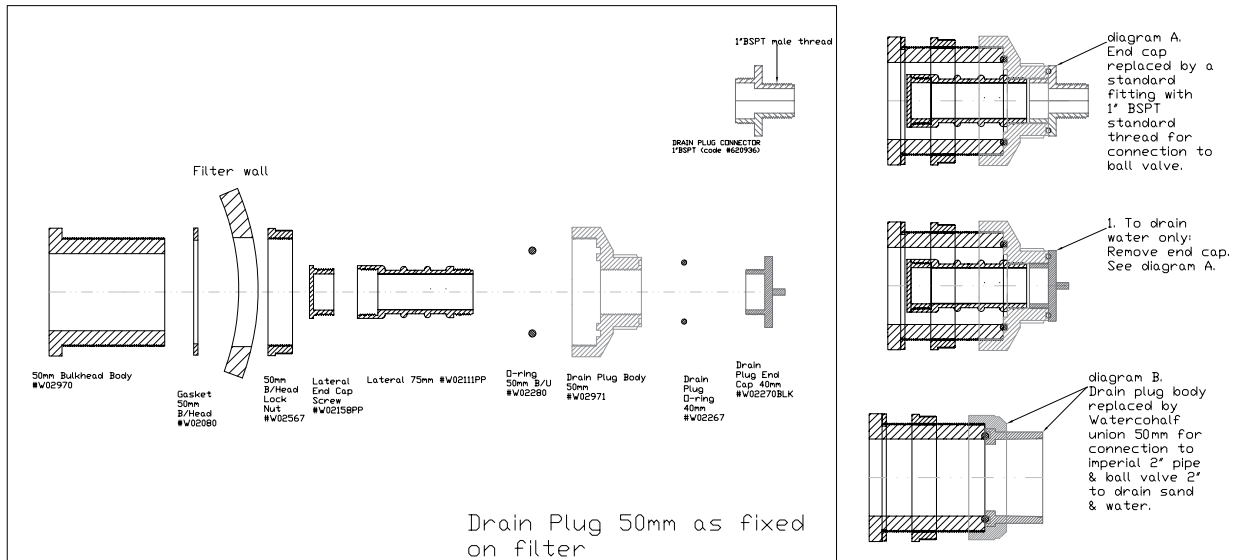 1"BSPT male thread
DRAIN PLUG CONNECTOR
1"BSPT (code #620936)
Filter wall
50mm Bulkhead Body
#W02970
Gasket
50mm
B/Head
#W02080
50mm
B/Head
Lock
Nut
#W02567
Lateral
End Cap
Screw
#W02158PP
Lateral 75mm #W02111PP
O-ring
50mm B/U
#W02280
Drain Plug Body
50mm
#W02971
Drain
Plug
O-ring
40mm
#W02267
Drain
Plug End
Cap 40mm
#W02270BLK
Drain Plug 50mm as fixed
on filter
diagram A.
End cap
replaced by a
standard
fitting with
1" BSPT
standard
thread for
connection to
ball valve.
1. To drain
water only:
Remove end cap.
See diagram A.
diagram B.
Drain plug body
replaced by
Watercohalf
union 50mm for
connection to
imperial 2" pipe
& ball valve 2"
to drain sand
& water.